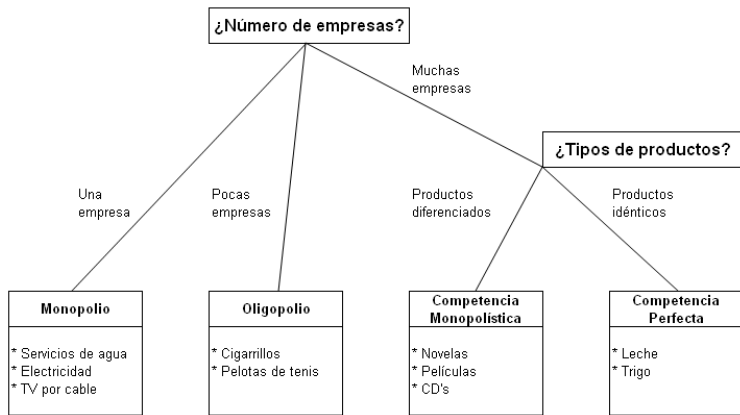 ¿Número de empresas?
Muchas
empresas
¿Tipos de productos?
Una
empresa
Pocas
empresas
Productos
diferenciados
Productos
idénticos
Monopolio
* Servicios de agua
* Electricidad
* TV por cable
Oligopolio
* Cigarrillos
* Pelotas de tenis
Competencia
Monopolística
* Novelas
* Películas
* CD's
Competencia
Perfecta
* Leche
* Trigo